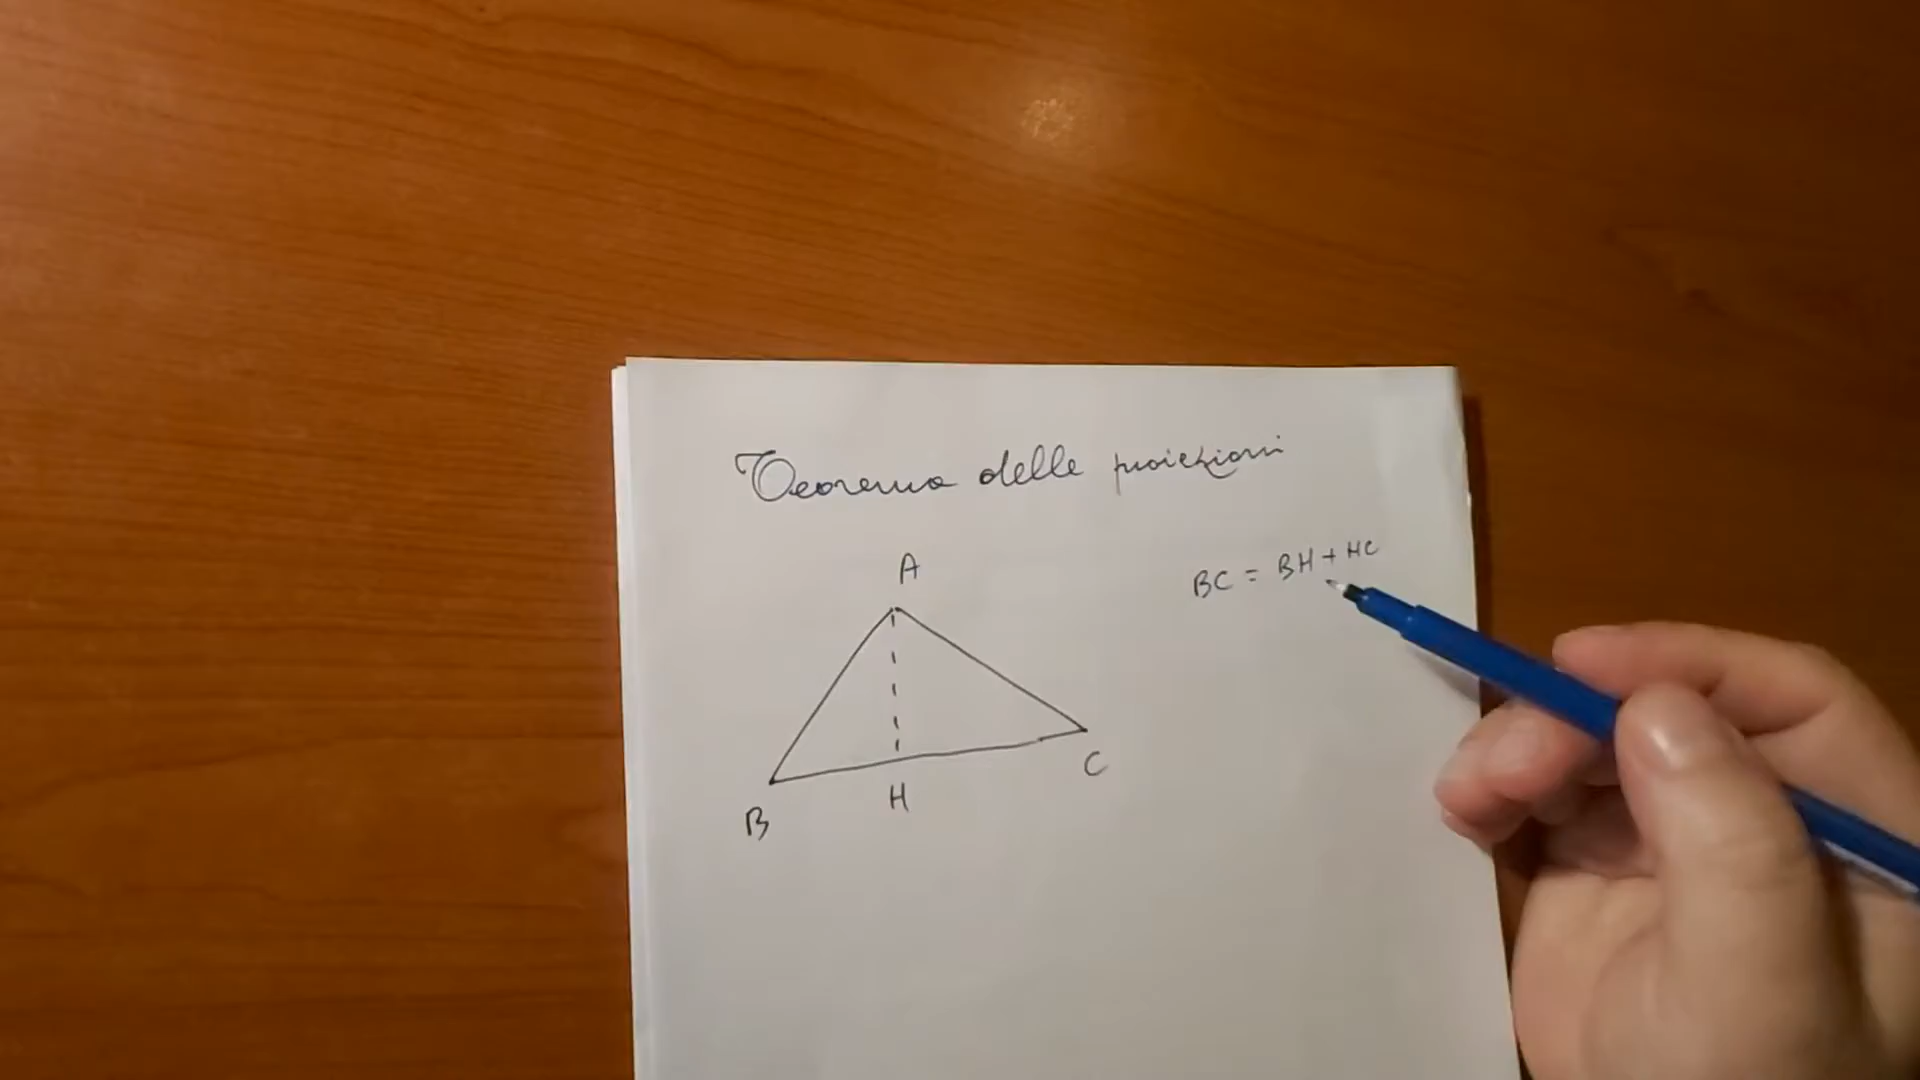 Teorema delle proiezioni
A
BC = BH + HC
B
H
C